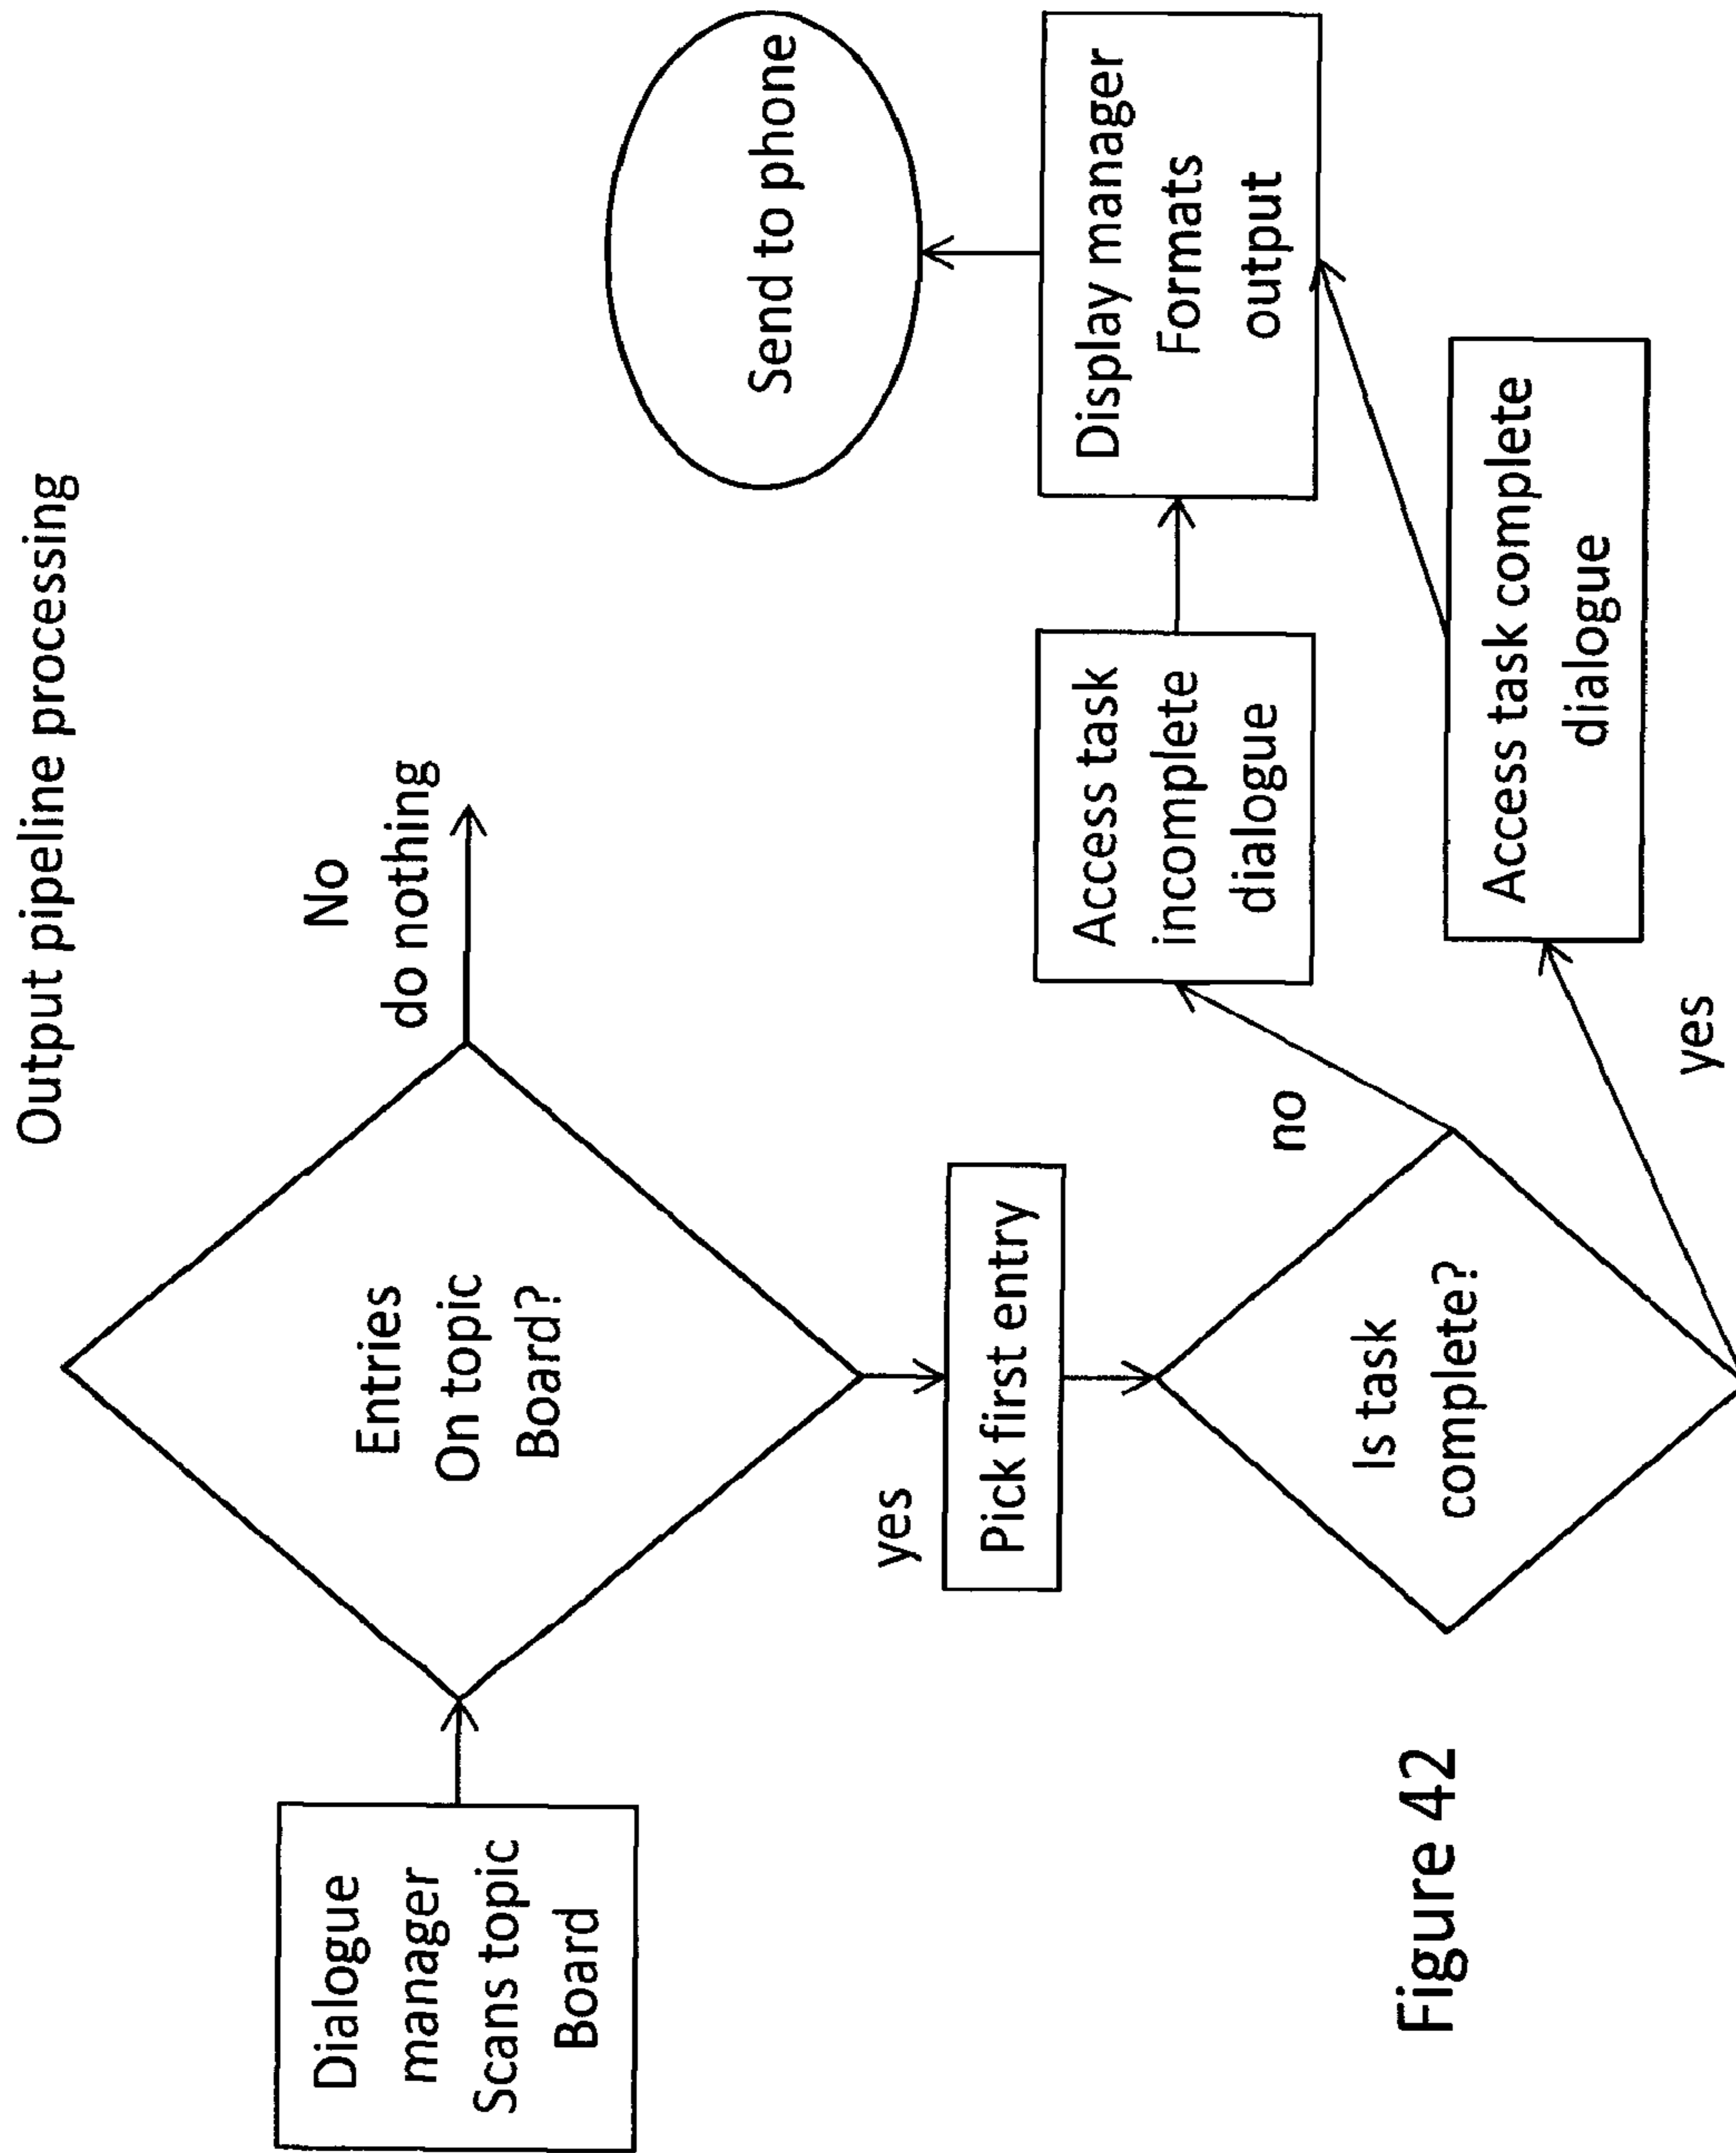 Output pipeline processing
Dialogue
manager
Scans topic
Board
Entries
On topic
Board?
No
do nothing
yes
Pick first entry
Is task
complete?
no
yes
Access task
incomplete
dialogue
Access task complete
dialogue
Display manager
Formats
output
Send to phone
Figure 42